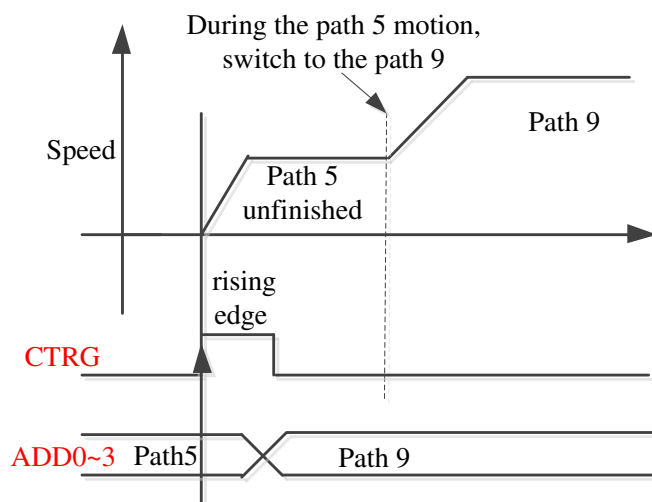 During the path 5 motion,
switch to the path 9
Speed
Path 9
Path 5
unfinished
rising
edge
CTRG
ADD0~3
Path5
Path 9